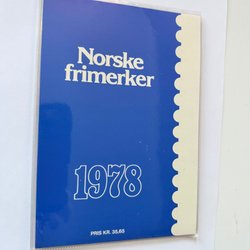 Norske
frimerker
1978
PRIS KR. 35,65